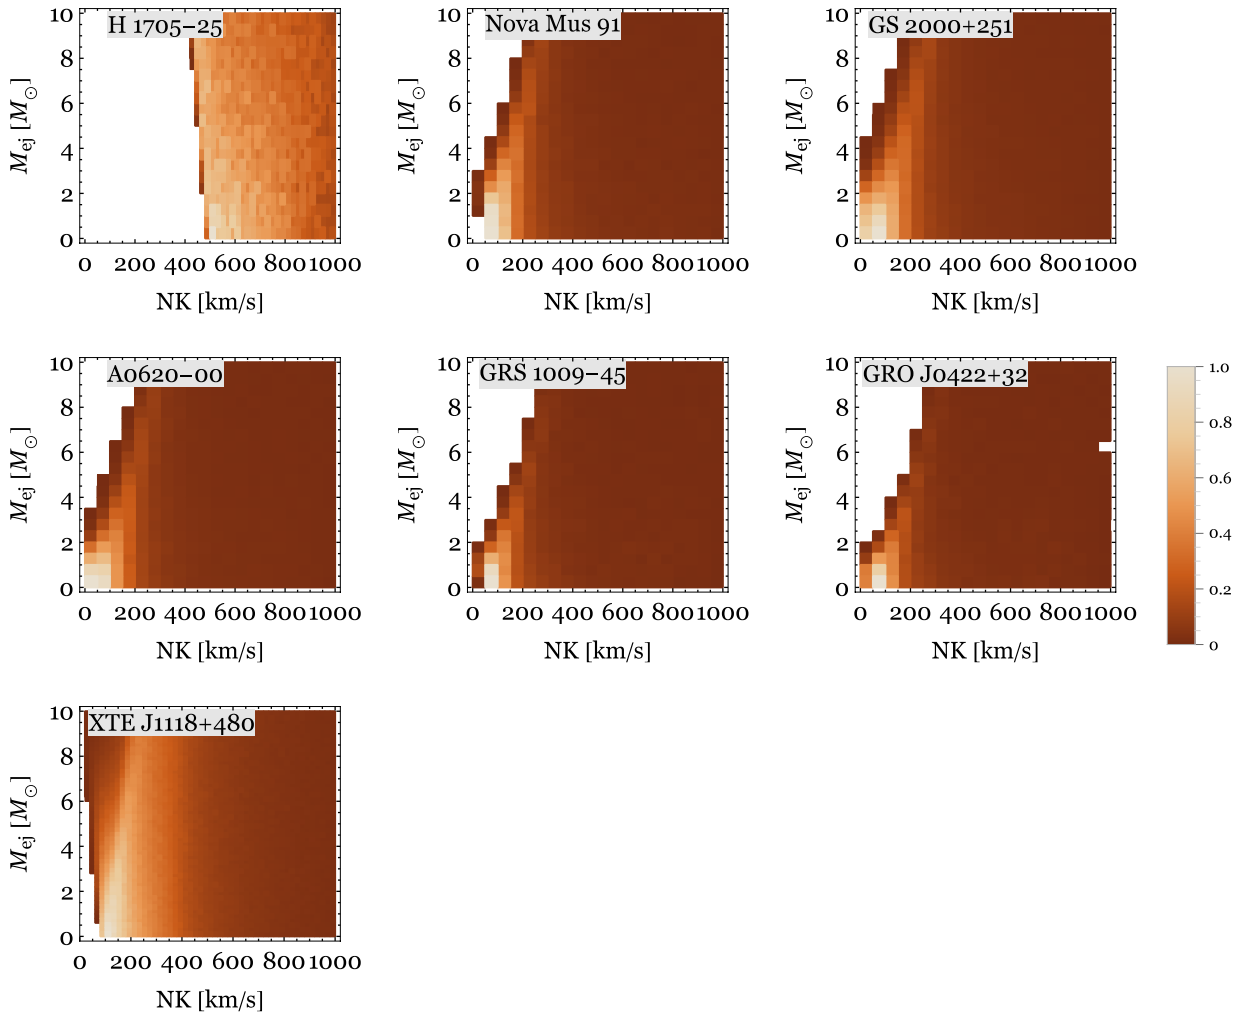 H 1705−25
Nova Mus 91
GS 2000+251
10
8
6
4
2
0
M_ej [M_⊙]
0 200 400 600 800 1000
NK [km/s]
10
8
6
4
2
0
M_ej [M_⊙]
0 200 400 600 800 1000
NK [km/s]
10
8
6
4
2
0
M_ej [M_⊙]
0 200 400 600 800 1000
NK [km/s]
A0620−00
GRS 1009−45
GRO J0422+32
10
8
6
4
2
0
M_ej [M_⊙]
0 200 400 600 800 1000
NK [km/s]
10
8
6
4
2
0
M_ej [M_⊙]
0 200 400 600 800 1000
NK [km/s]
10
8
6
4
2
0
M_ej [M_⊙]
0 200 400 600 800 1000
NK [km/s]
1.0
0.8
0.6
0.4
0.2
0
XTE J1118+480
10
8
6
4
2
0
M_ej [M_⊙]
0 200 400 600 800 1000
NK [km/s]